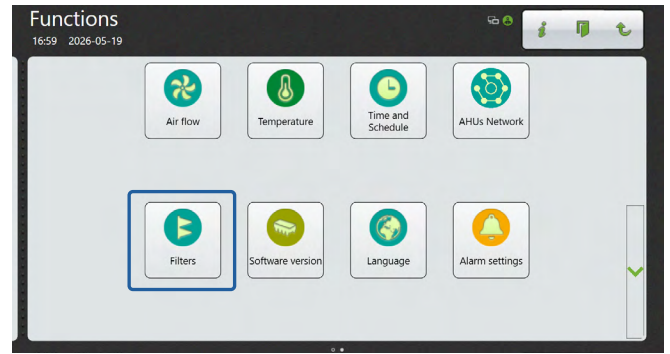 Functions
16:59 2026-05-19
i
Air flow
Temperature
Time and
Schedule
AHUs Network
Filters
Software version
Language
Alarm settings